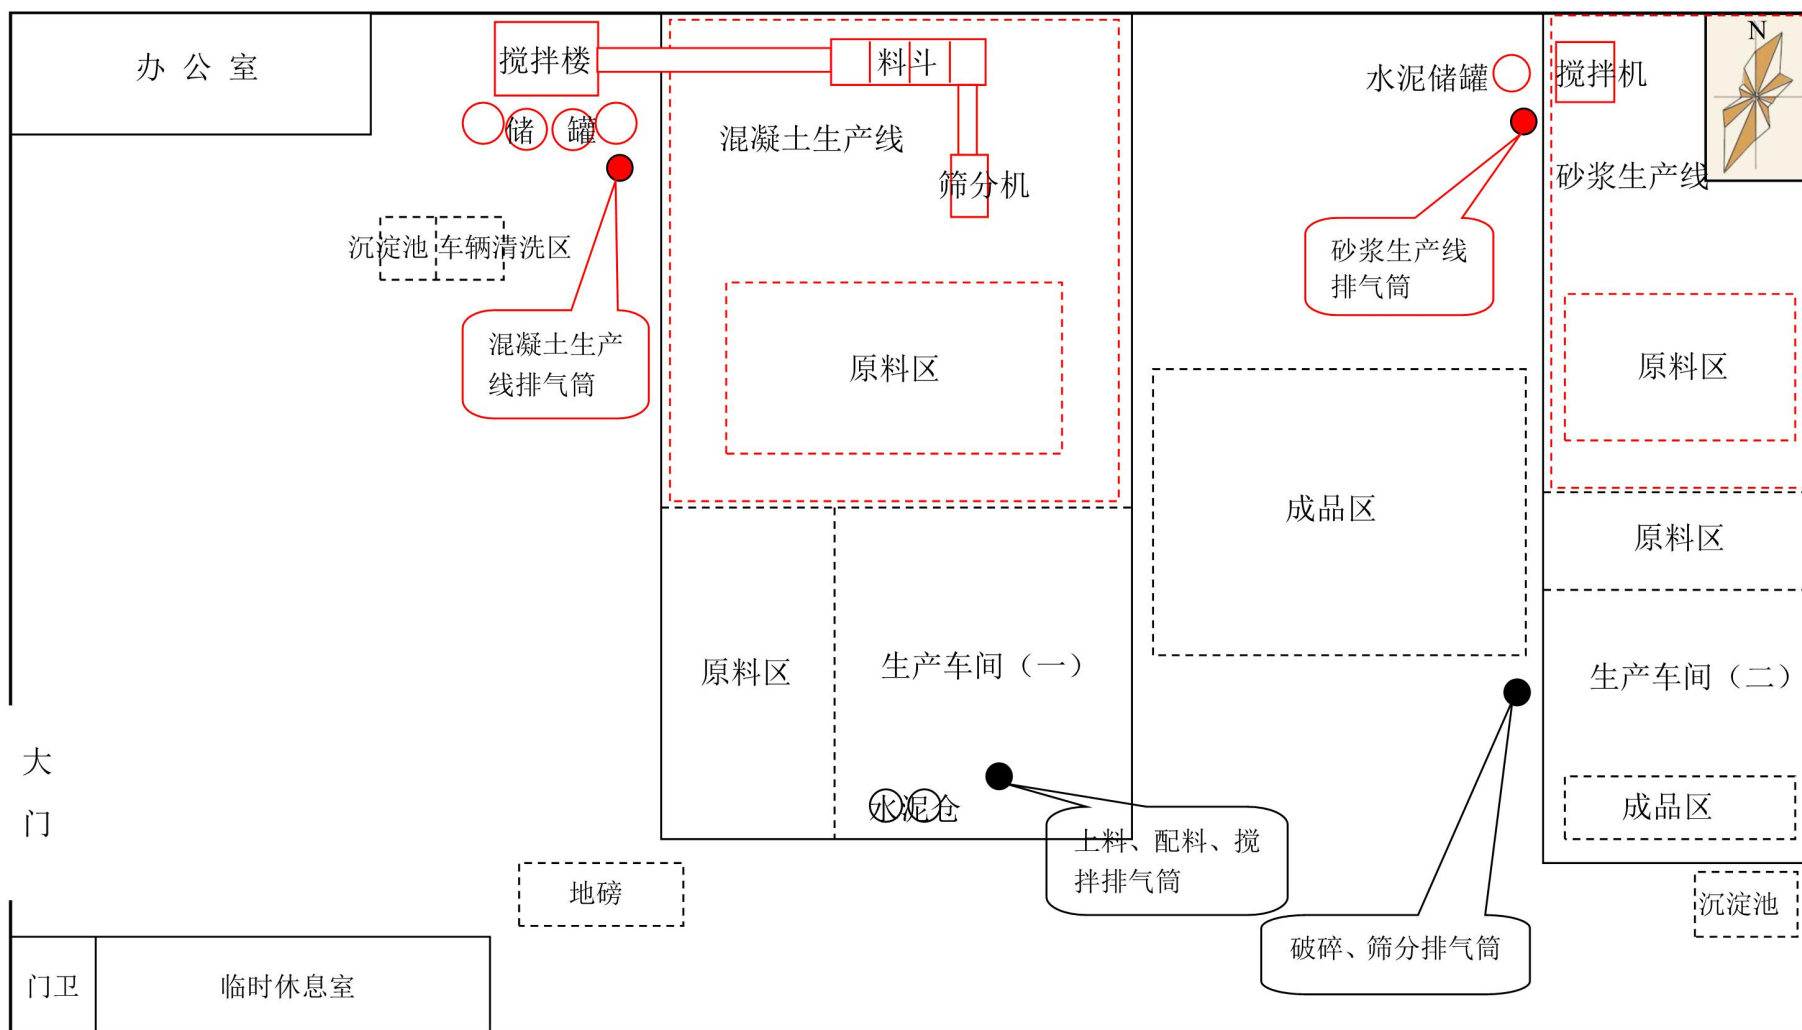 办公室
搅拌楼
料斗
储罐
混凝土生产线
筛分机
水泥储罐
搅拌机
N
砂浆生产线
沉淀池
车辆清洗区
砂浆生产线
排气筒
混凝土生产
线排气筒
原料区
原料区
成品区
原料区
原料区
生产车间（一）
生产车间（二）
大
门
水泥仓
成品区
上料、配料、搅
拌排气筒
地磅
沉淀池
破碎、筛分排气筒
门卫
临时休息室